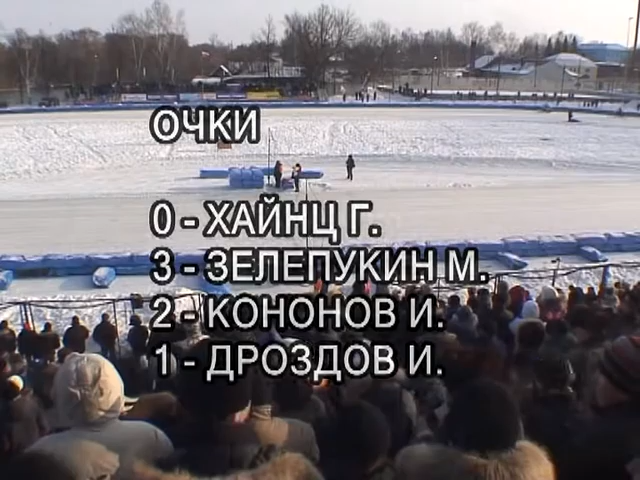 ОЧКИ
0 - ХАЙНЦ Г.
3 - ЗЕЛЕПУКИН М.
2 - КОНОНОВ И.
1 - ДРОЗДОВ И.